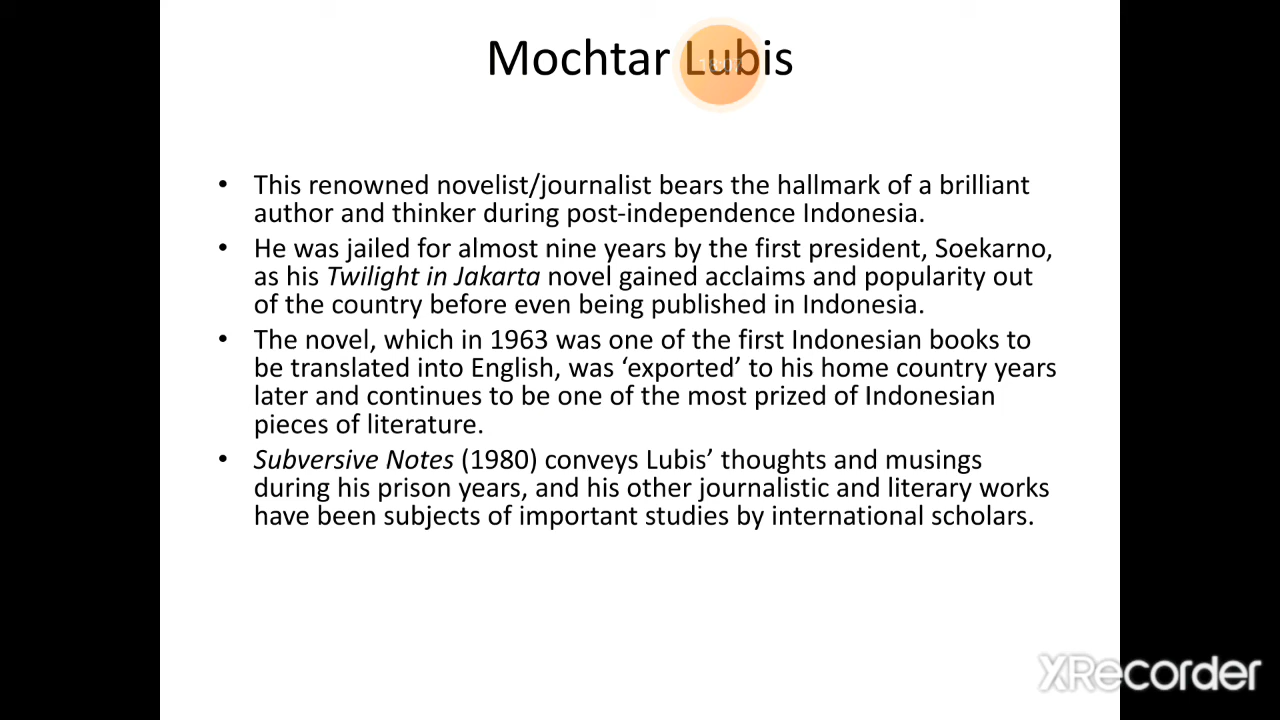 Mochtar Lubis
18:07
• This renowned novelist/journalist bears the hallmark of a brilliant
author and thinker during post-independence Indonesia.
• He was jailed for almost nine years by the first president, Soekarno,
as his Twilight in Jakarta novel gained acclaims and popularity out
of the country before even being published in Indonesia.
• The novel, which in 1963 was one of the first Indonesian books to
be translated into English, was ‘exported’ to his home country years
later and continues to be one of the most prized of Indonesian
pieces of literature.
• Subversive Notes (1980) conveys Lubis’ thoughts and musings
during his prison years, and his other journalistic and literary works
have been subjects of important studies by international scholars.
XRecorder